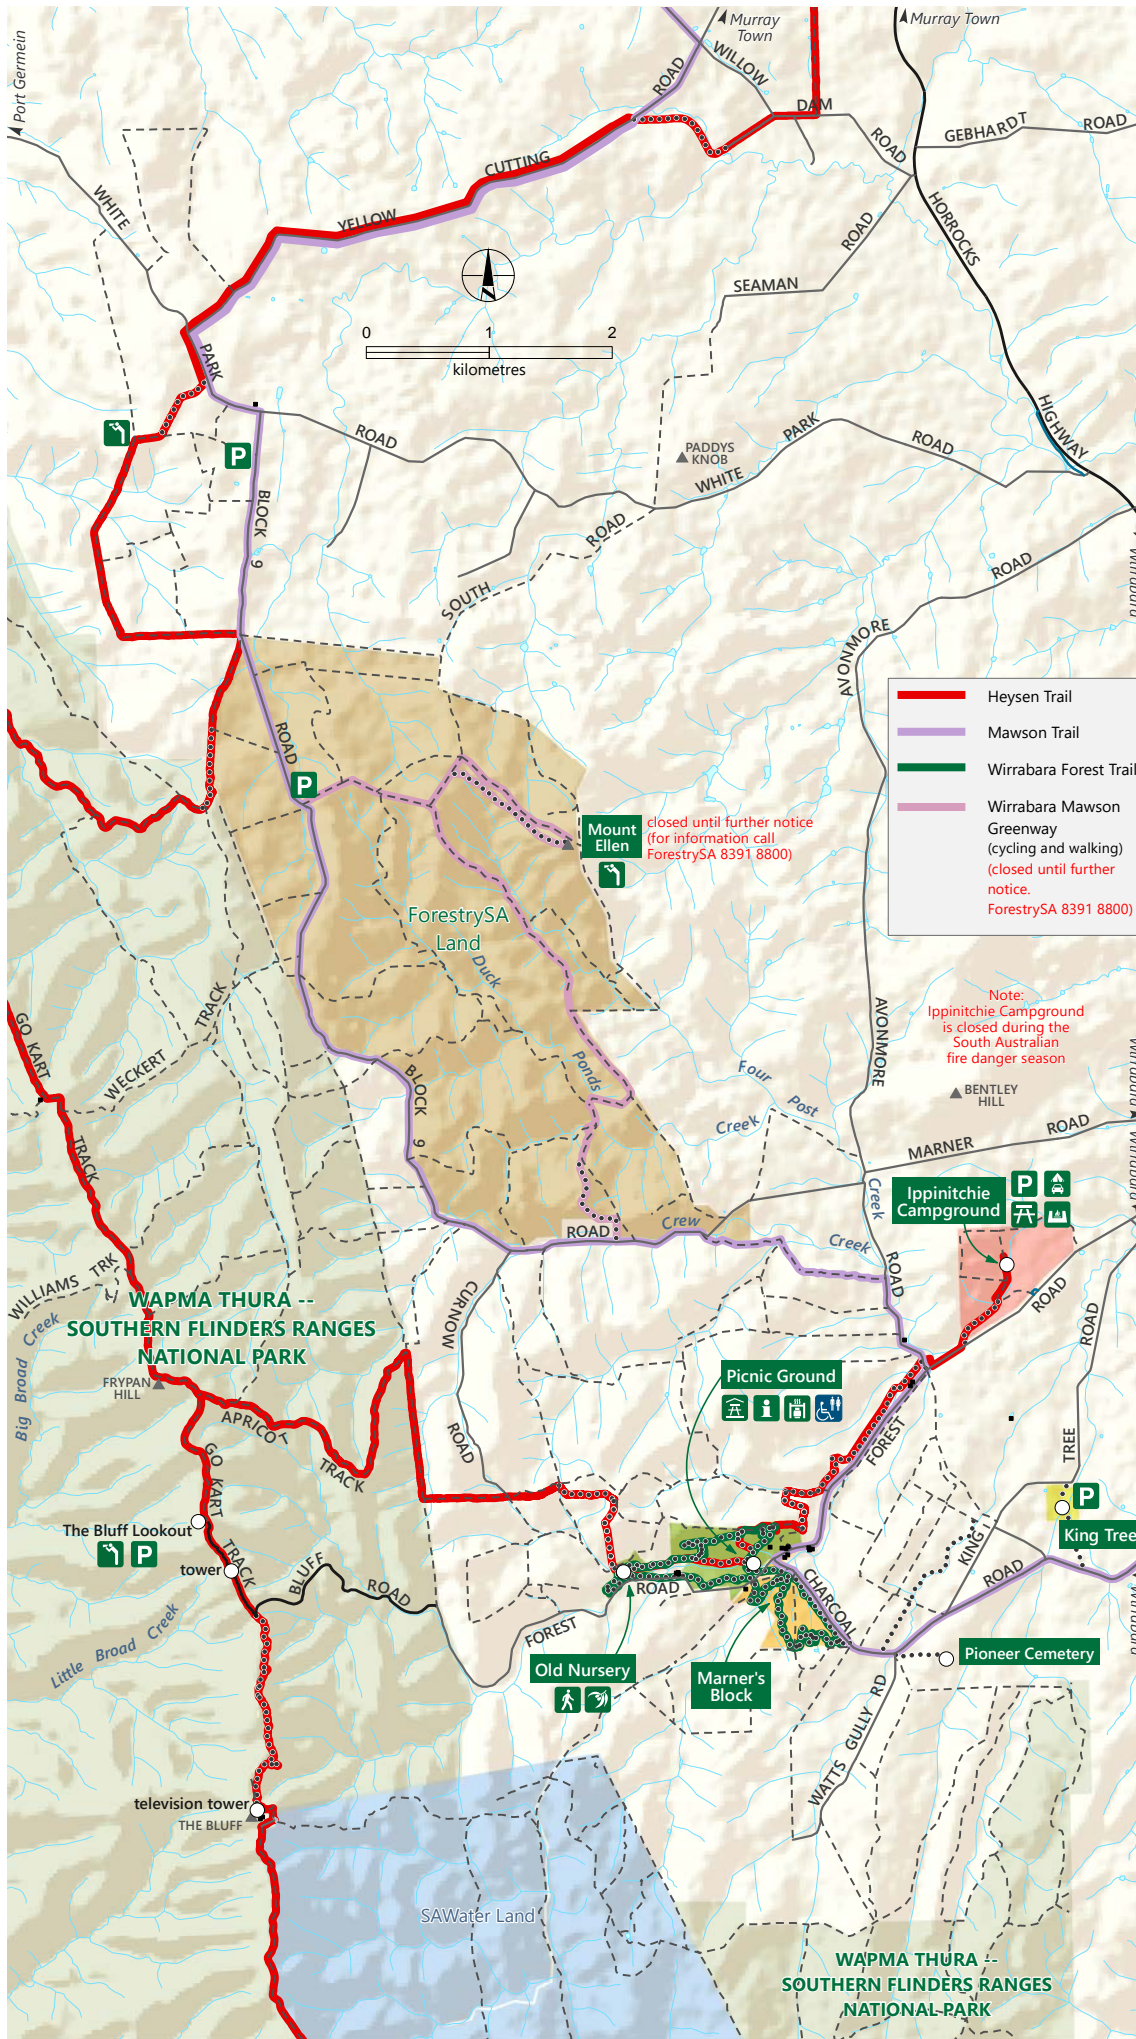 Port Germein
Murray
Town
Murray Town
WILLOW
ROAD
DAM
ROAD
GEBHARDT
ROAD
CUTTING
YELLOW
WHITE
HORROCKS
ROAD
SEAMAN
0 1 2
kilometres
PARK
HIGHWAY
P
ROAD
PADDYS
KNOB
PARK
ROAD
WHITE
BLOCK
9
ROAD
SOUTH
ROAD
Wirrabara
AVONMORE
Heysen Trail
Mawson Trail
Wirrabara Forest Trail
Wirrabara Mawson
Greenway
(cycling and walking)
(closed until further
notice.
ForestrySA 8391 8800)
ROAD
P
Mount
Ellen
closed until further notice
(for information call
ForestrySA 8391 8800)
ForestrySA
Land
Duck
Ponds
TRACK
WECKERT
GO KART
TRACK
AVONMORE
Note:
Ippinitchie Campground
is closed during the
South Australian
fire danger season
Wirrabara
BENTLEY
HILL
Four
Post
Creek
BLOCK
9
MARNER
ROAD
Creek
Ippinitchie
Campground
P
Wirrabara
ROAD
Crew
Creek
ROAD
ROAD
ROAD
WILLIAMS TRK
Big Broad Creek
WAPMA THURA --
SOUTHERN FLINDERS RANGES
NATIONAL PARK
FRYPAN
HILL
CURNOW
ROAD
APRICOT
TRACK
Picnic Ground
i
FOREST
TREE
GO KART
TRACK
The Bluff Lookout
P
tower
BLUFF
ROAD
P
King Tree
KING
ROAD
ROAD
FOREST
CHARCOAL
Wirrabara
Little Broad Creek
Old Nursery
Marner's
Block
Pioneer Cemetery
WATTS GULLY RD
television tower
THE BLUFF
SAWater Land
WAPMA THURA --
SOUTHERN FLINDERS RANGES
NATIONAL PARK